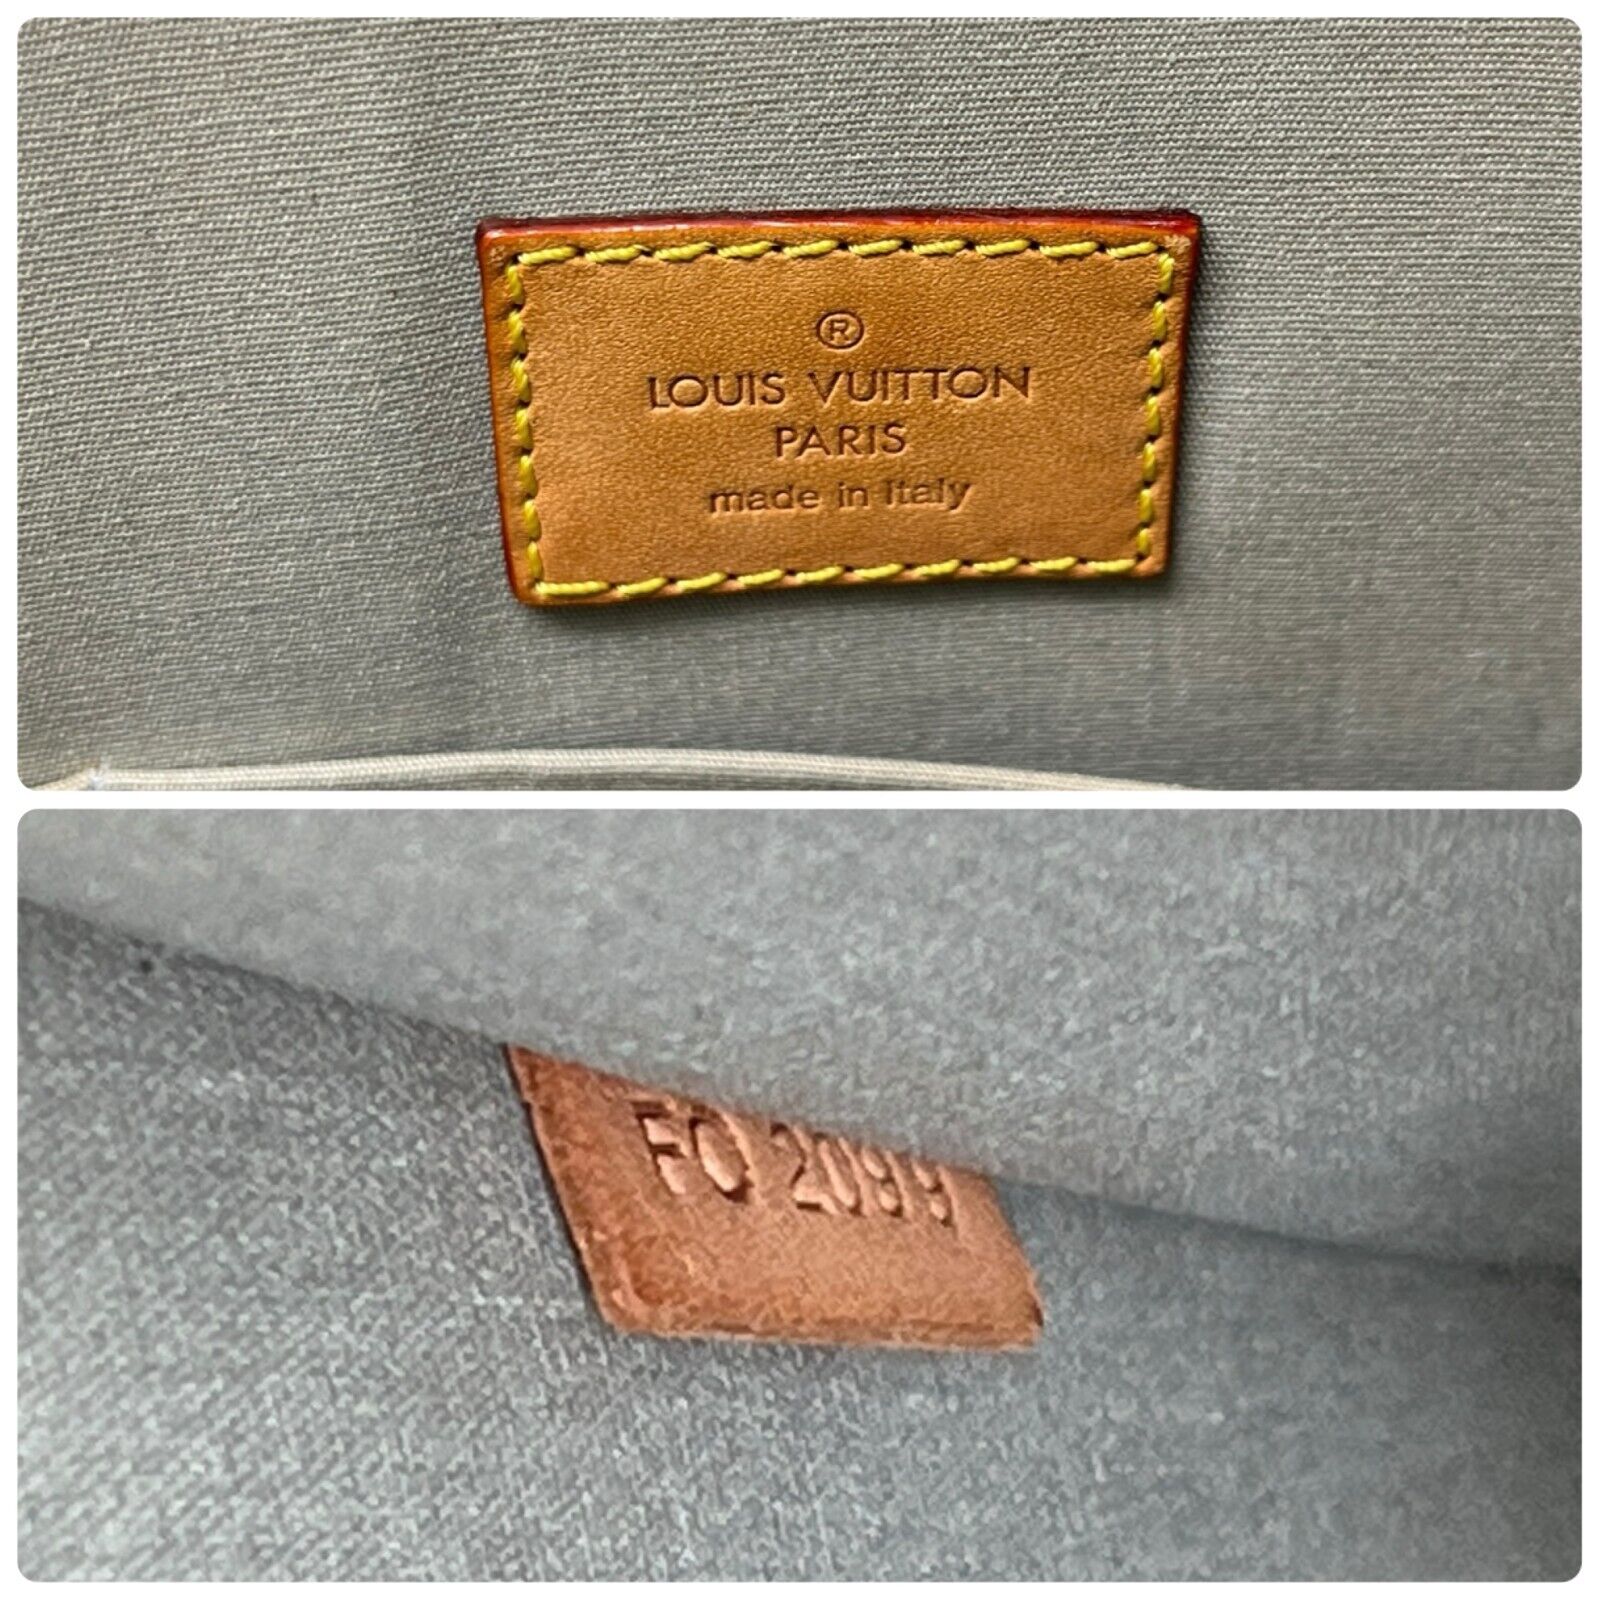 ®
LOUIS VUITTON
PARIS
made in Italy
FO 2099